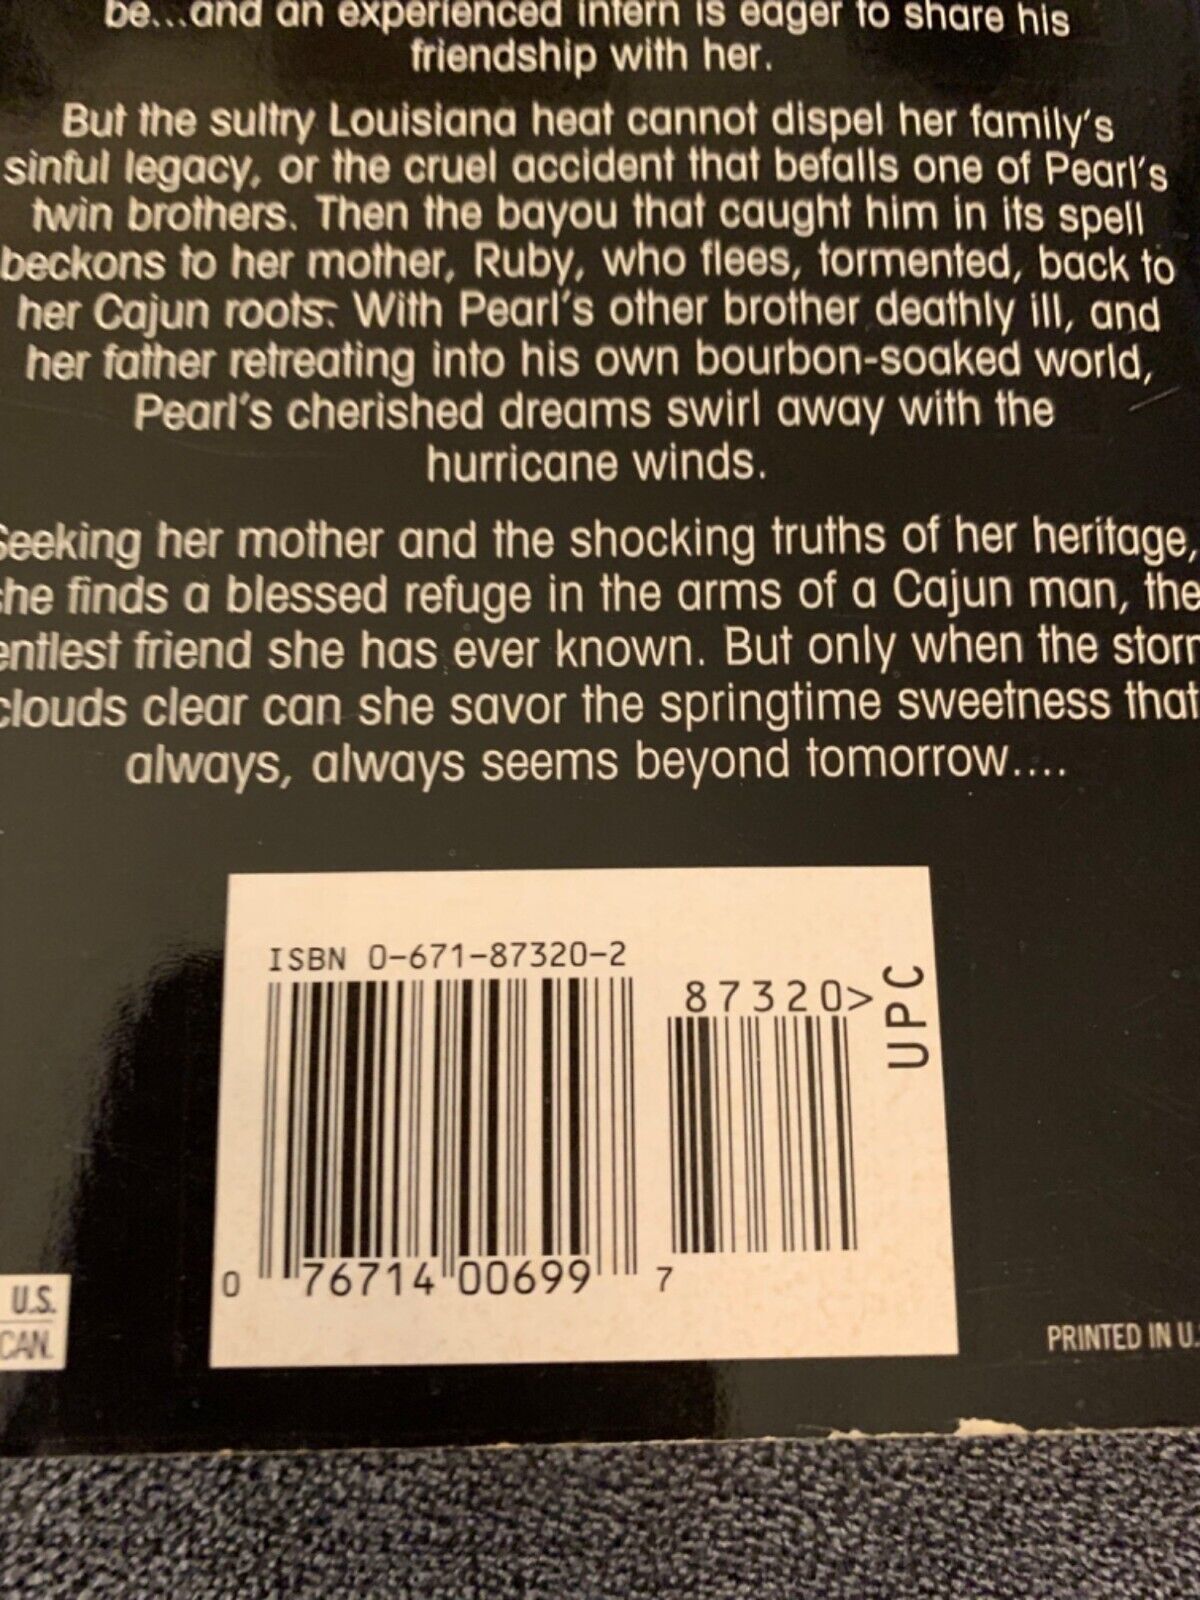 be...and an experienced intern is eager to share his
friendship with her.
But the sultry Louisiana heat cannot dispel her family's
sinful legacy, or the cruel accident that befalls one of Pearl's
twin brothers. Then the bayou that caught him in its spell
beckons to her mother, Ruby, who flees, tormented, back to
her Cajun roots. With Pearl's other brother deathly ill, and
her father retreating into his own bourbon-soaked world,
Pearl's cherished dreams swirl away with the
hurricane winds.
Seeking her mother and the shocking truths of her heritage,
she finds a blessed refuge in the arms of a Cajun man, the
entlest friend she has ever known. But only when the storm
clouds clear can she savor the springtime sweetness that
always, always seems beyond tomorrow....
ISBN 0-671-87320-2
87320>
UPC
0 76714 00699 7
U.S.
CAN.
PRINTED IN U.